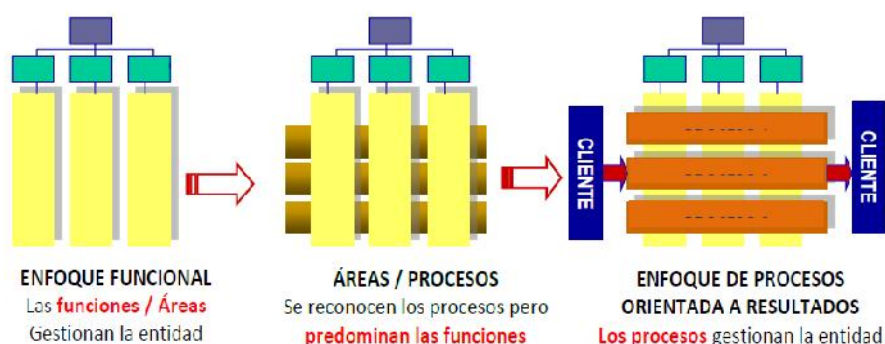 CLIENTE
CLIENTE
ENFOQUE FUNCIONAL
Las funciones / Áreas
Gestionan la entidad
ÁREAS / PROCESOS
Se reconocen los procesos pero
predominan las funciones
ENFOQUE DE PROCESOS
ORIENTADA A RESULTADOS
Los procesos gestionan la entidad